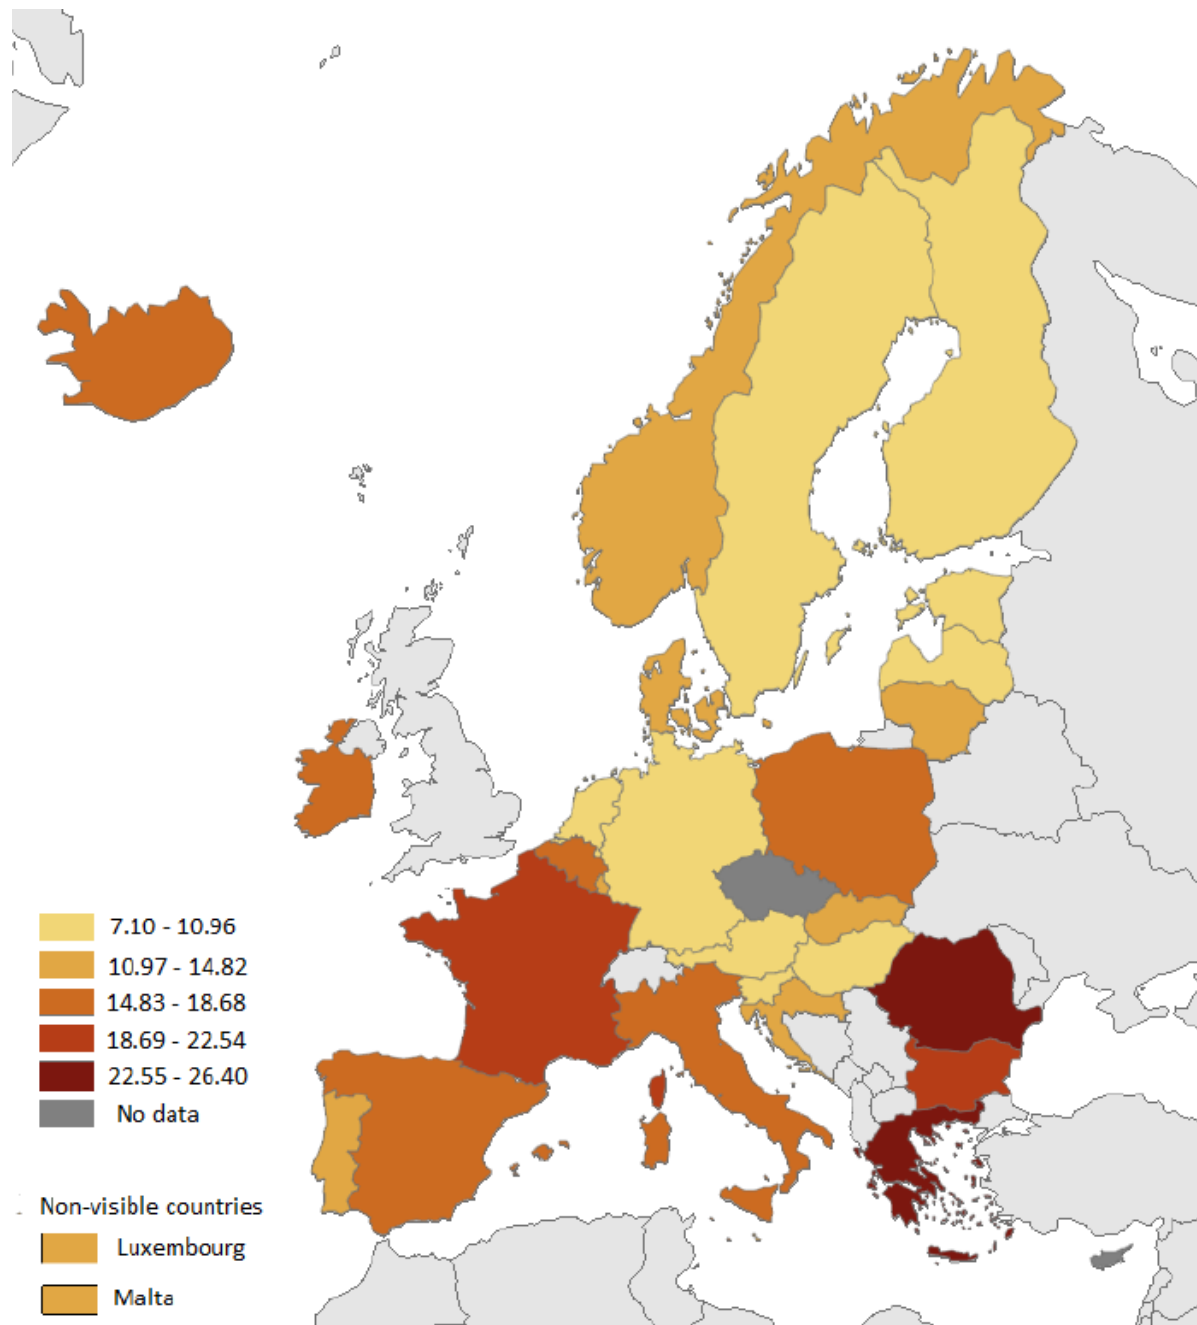 7.10 - 10.96
10.97 - 14.82
14.83 - 18.68
18.69 - 22.54
22.55 - 26.40
No data
Non-visible countries
Luxembourg
Malta